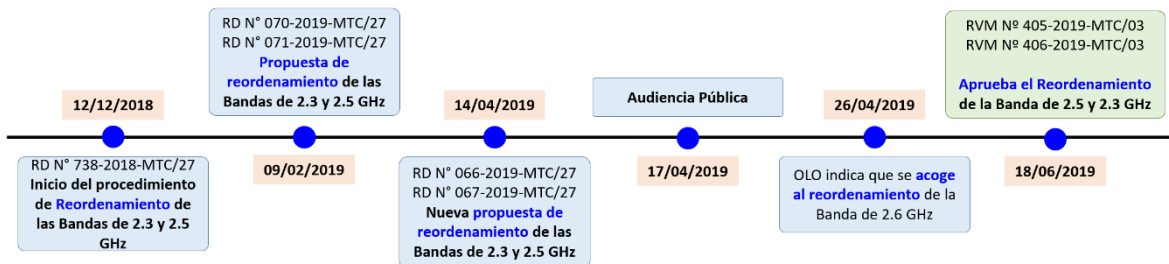 12/12/2018
RD N° 738-2018-MTC/27
Inicio del procedimiento
de Reordenamiento de
las Bandas de 2.3 y 2.5
GHz
RD N° 070-2019-MTC/27
RD N° 071-2019-MTC/27
Propuesta de
reordenamiento de las
Bandas de 2.3 y 2.5 GHz
09/02/2019
14/04/2019
RD N° 066-2019-MTC/27
RD N° 067-2019-MTC/27
Nueva propuesta de
reordenamiento de las
Bandas de 2.3 y 2.5 GHz
Audiencia Pública
17/04/2019
26/04/2019
OLO indica que se acoge
al reordenamiento de la
Banda de 2.6 GHz
RVM Nº 405-2019-MTC/03
RVM Nº 406-2019-MTC/03
Aprueba el Reordenamiento
de la Banda de 2.5 y 2.3 GHz
18/06/2019